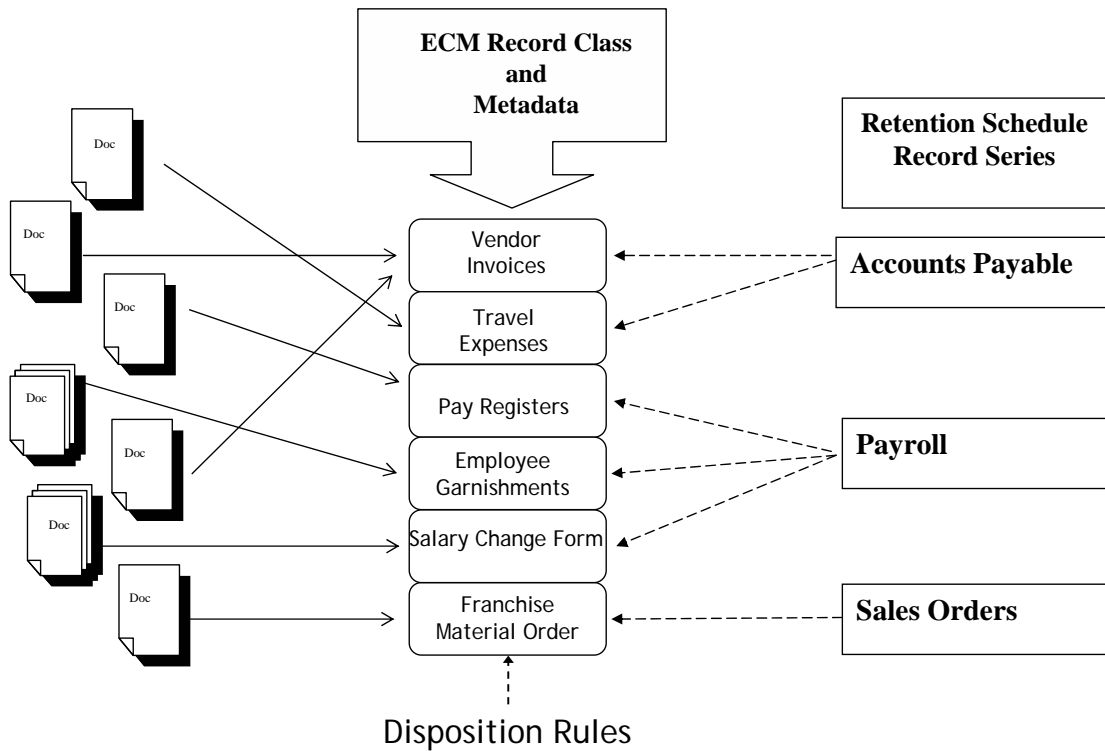 ECM Record Class
and
Metadata
Retention Schedule
Record Series
Doc
Doc
Doc
Doc
Doc
Doc
Doc
Vendor
Invoices
Travel
Expenses
Pay Registers
Employee
Garnishments
Salary Change Form
Franchise
Material Order
Accounts Payable
Payroll
Sales Orders
Disposition Rules